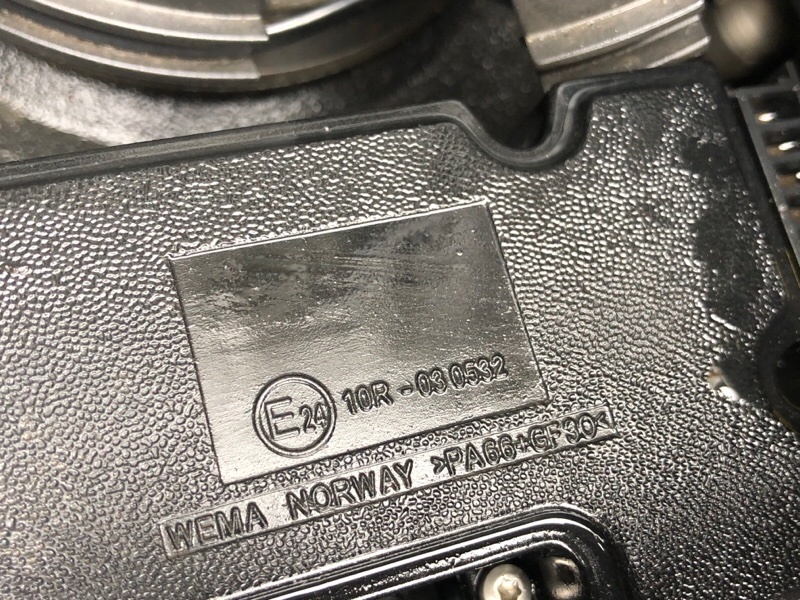 E24 10R - 03 0532
WEMA NORWAY >PA66+GF30<